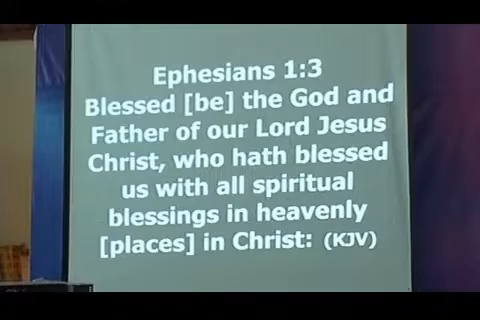 Ephesians 1:3
Blessed [be] the God and
Father of our Lord Jesus
Christ, who hath blessed
us with all spiritual
blessings in heavenly
[places] in Christ: (KJV)